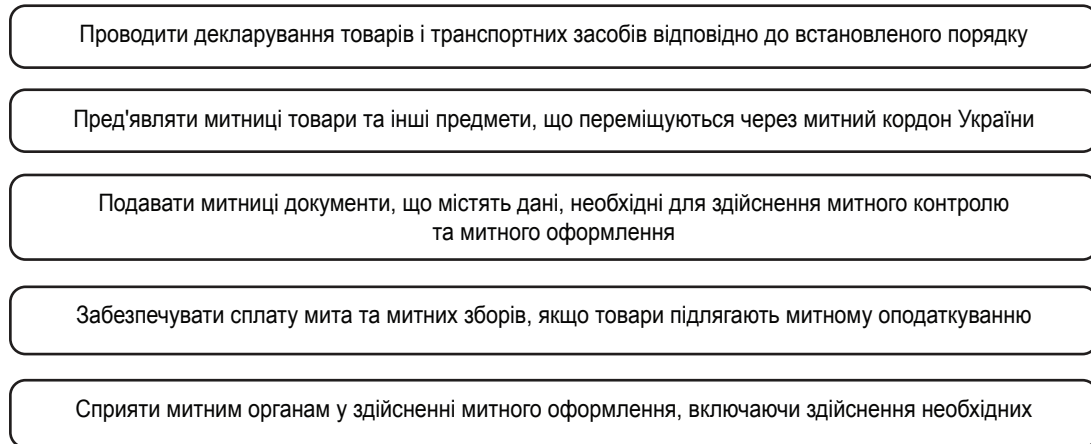 Проводити декларування товарів і транспортних засобів відповідно до встановленого порядку
Пред'являти митниці товари та інші предмети, що переміщуються через митний кордон України
Подавати митниці документи, що містять дані, необхідні для здійснення митного контролю
та митного оформлення
Забезпечувати сплату мита та митних зборів, якщо товари підлягають митному оподаткуванню
Сприяти митним органам у здійсненні митного оформлення, включаючи здійснення необхідних